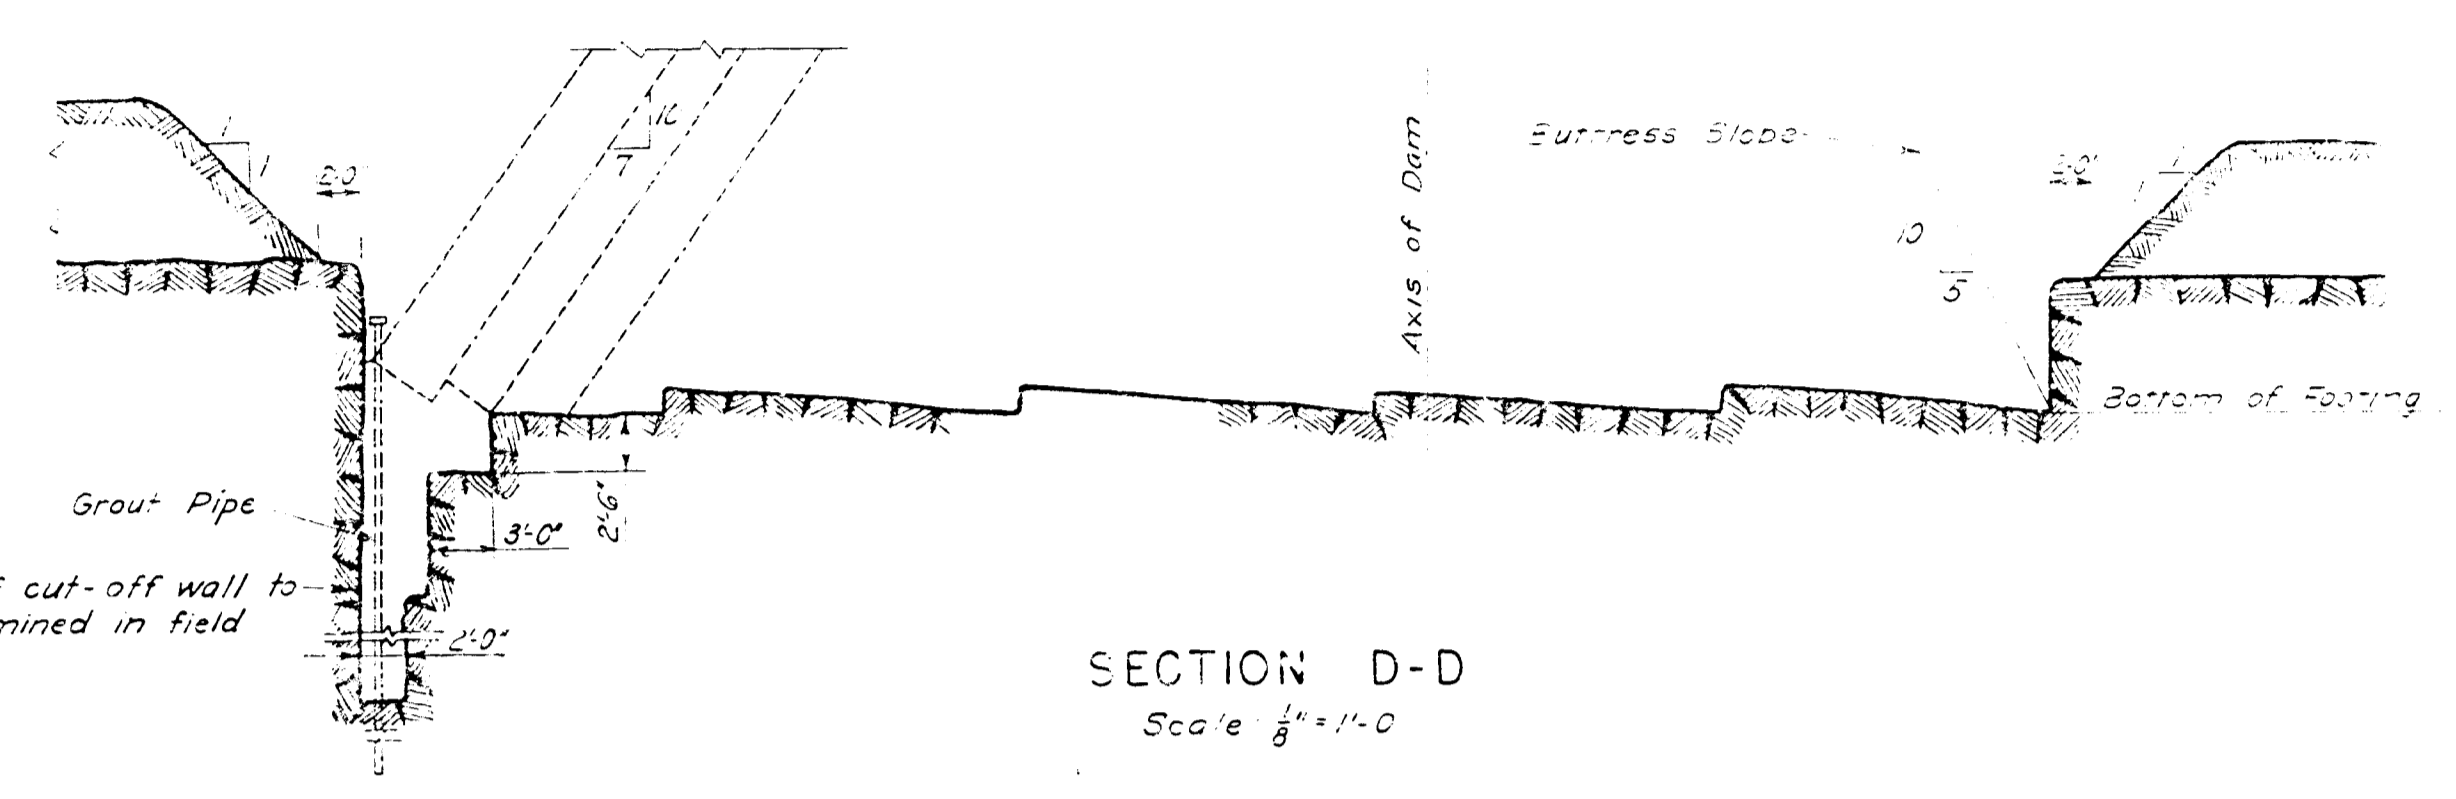 1
1
2'-0"
10
7
Axis of Dam
Buttress Slope
10
5
2'-0"
1
1
Bottom of Footing
Grout Pipe
3'-0"
2'-6"
cut-off wall to
mined in field
2'-0"
SECTION D-D
Scale 1/8" = 1'-0